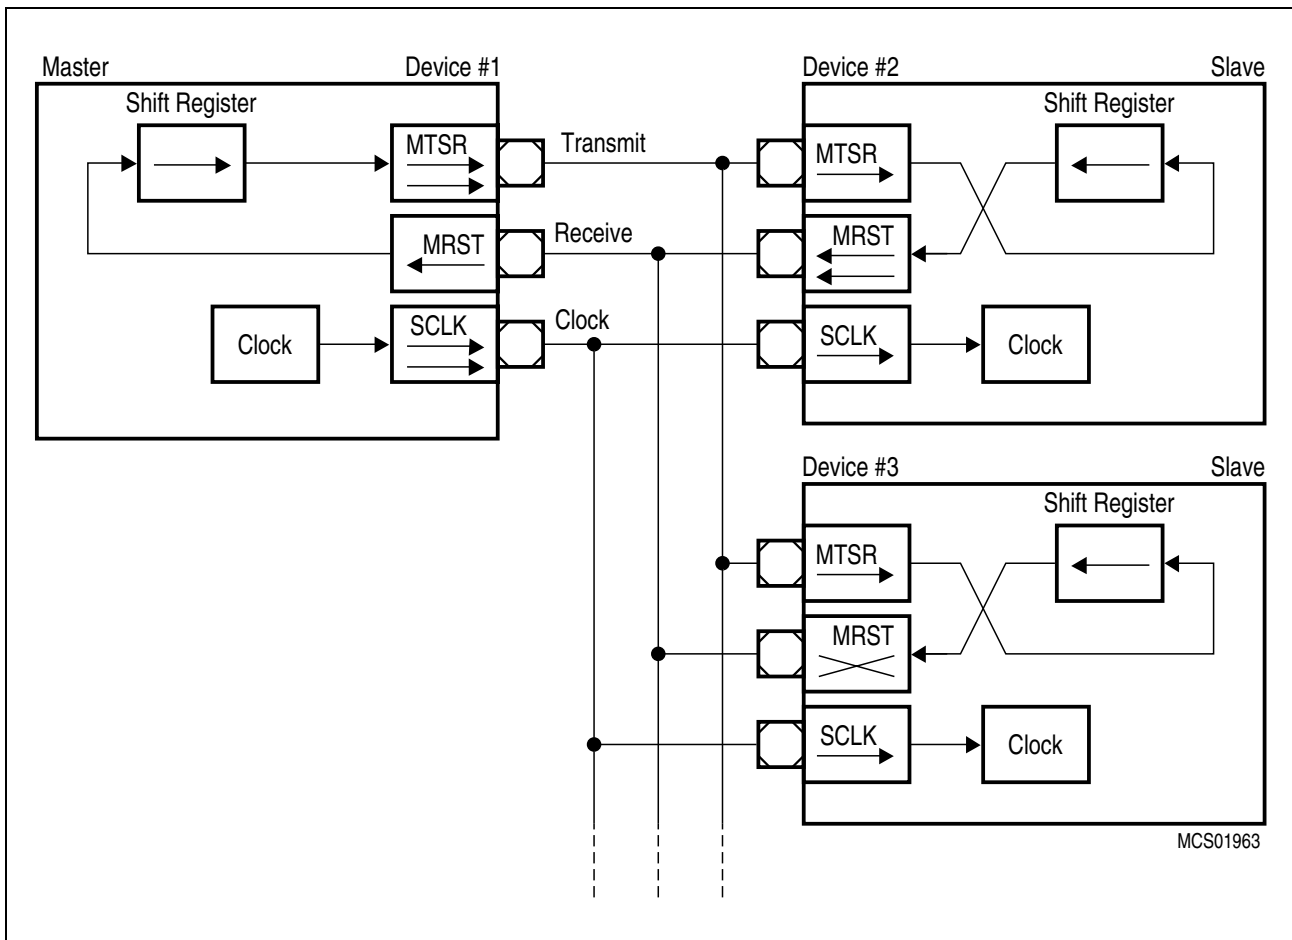 Master
Device #1
Shift Register
MTSR
MRST
Clock
SCLK
Transmit
Receive
Clock
Device #2
Slave
Shift Register
MTSR
MRST
SCLK
Clock
Device #3
Slave
Shift Register
MTSR
MRST
SCLK
Clock
MCS01963